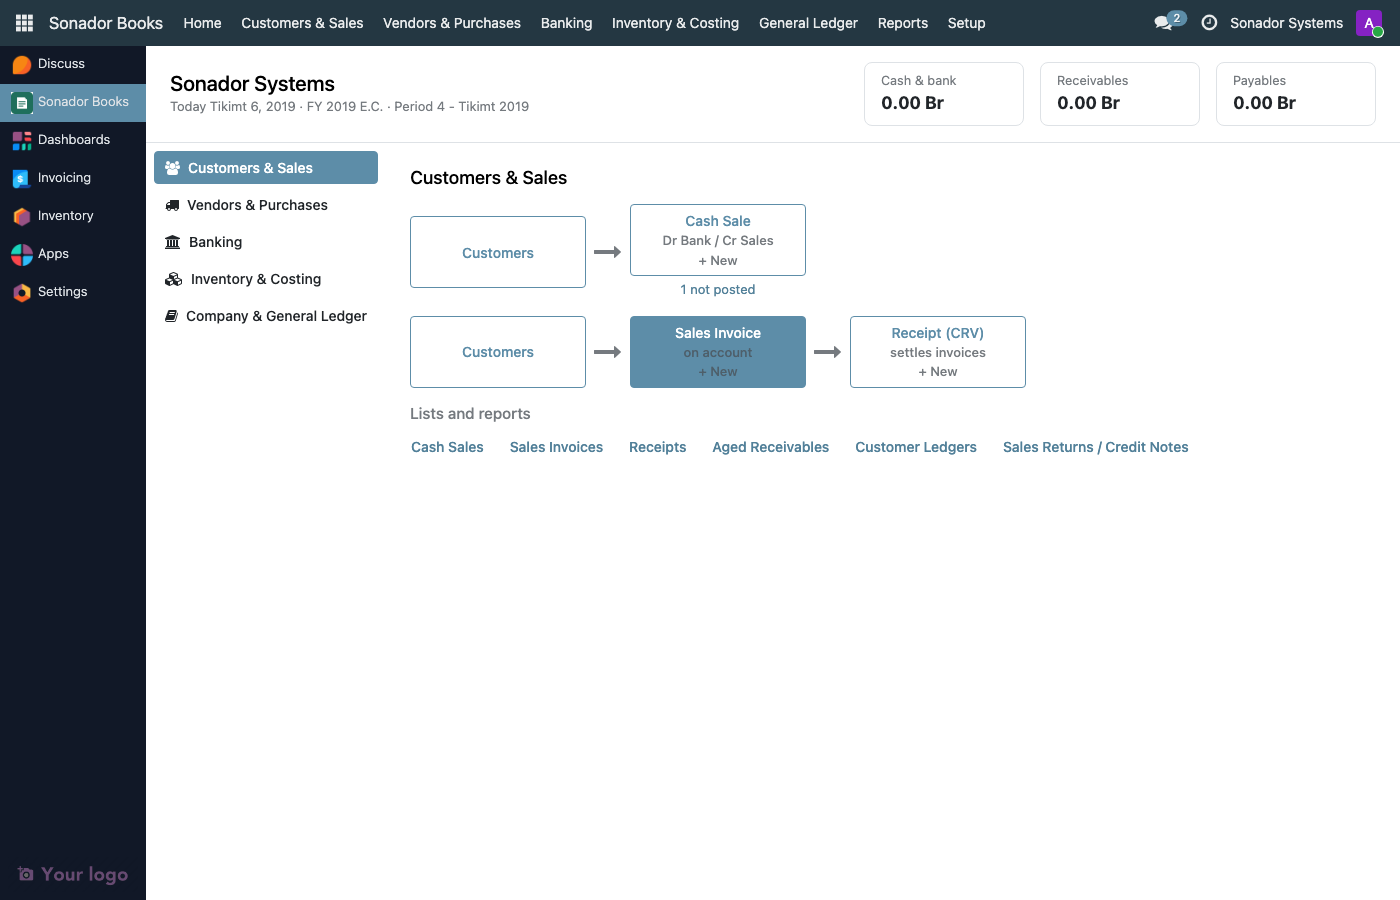 Sonador Books
Home
Customers & Sales
Vendors & Purchases
Banking
Inventory & Costing
General Ledger
Reports
Setup
2
Sonador Systems
A
Discuss
Sonador Books
Dashboards
Invoicing
Inventory
Apps
Settings
Your logo
Sonador Systems
Today Tikimt 6, 2019 · FY 2019 E.C. · Period 4 - Tikimt 2019
Cash & bank
0.00 Br
Receivables
0.00 Br
Payables
0.00 Br
Customers & Sales
Vendors & Purchases
Banking
Inventory & Costing
Company & General Ledger
Customers & Sales
Customers
Cash Sale
Dr Bank / Cr Sales
+ New
1 not posted
Customers
Sales Invoice
on account
+ New
Receipt (CRV)
settles invoices
+ New
Lists and reports
Cash Sales
Sales Invoices
Receipts
Aged Receivables
Customer Ledgers
Sales Returns / Credit Notes